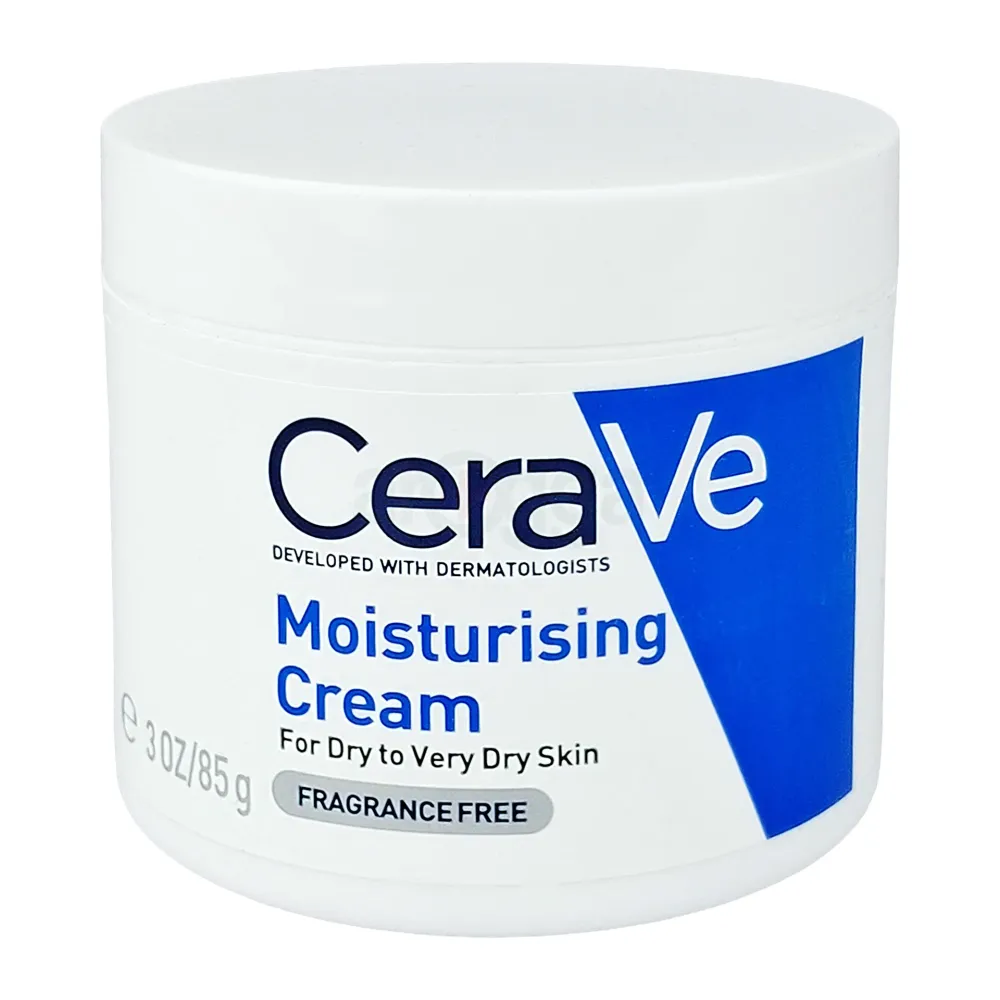 CeraVe
DEVELOPED WITH DERMATOLOGISTS
Moisturising
Cream
For Dry to Very Dry Skin
FRAGRANCE FREE
℮ 3 OZ/85 g